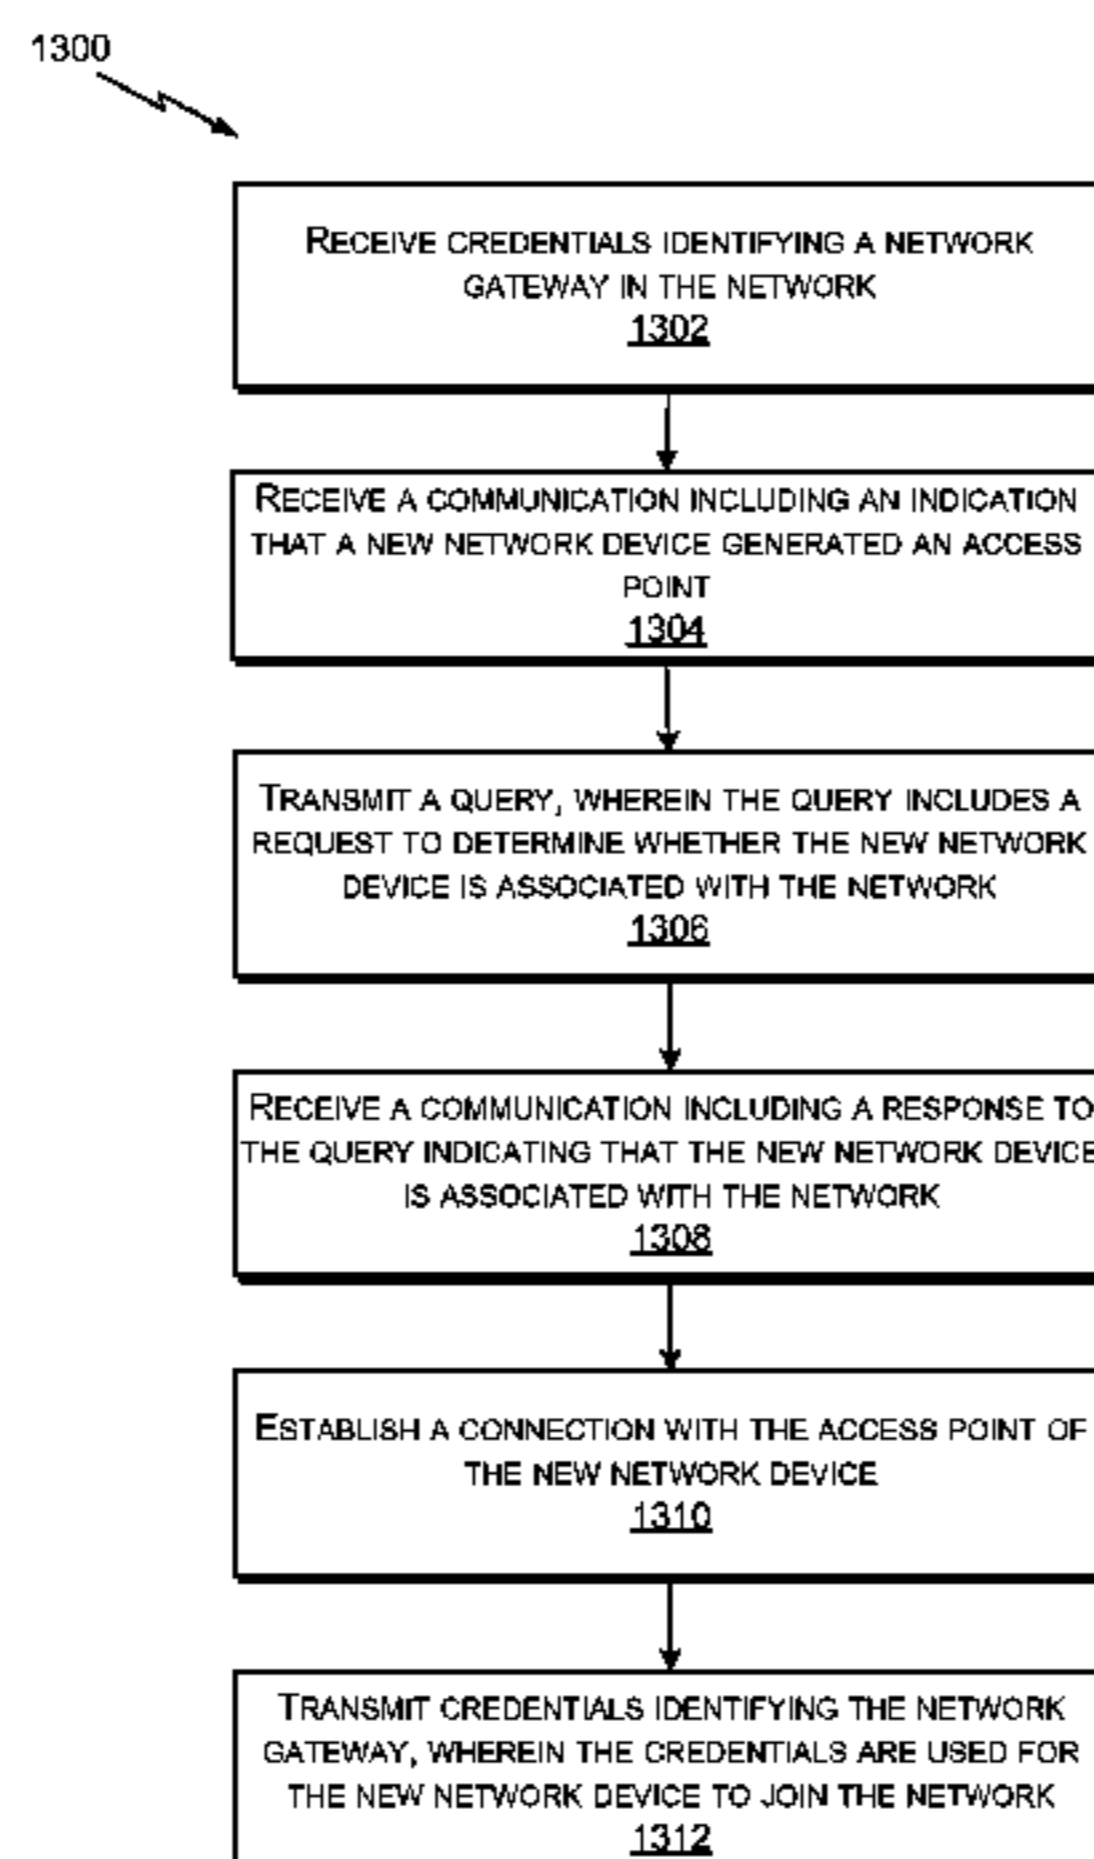 1300
RECEIVE CREDENTIALS IDENTIFYING A NETWORK
GATEWAY IN THE NETWORK
1302
RECEIVE A COMMUNICATION INCLUDING AN INDICATION
THAT A NEW NETWORK DEVICE GENERATED AN ACCESS
POINT
1304
TRANSMIT A QUERY, WHEREIN THE QUERY INCLUDES A
REQUEST TO DETERMINE WHETHER THE NEW NETWORK
DEVICE IS ASSOCIATED WITH THE NETWORK
1306
RECEIVE A COMMUNICATION INCLUDING A RESPONSE TO
THE QUERY INDICATING THAT THE NEW NETWORK DEVICE
IS ASSOCIATED WITH THE NETWORK
1308
ESTABLISH A CONNECTION WITH THE ACCESS POINT OF
THE NEW NETWORK DEVICE
1310
TRANSMIT CREDENTIALS IDENTIFYING THE NETWORK
GATEWAY, WHEREIN THE CREDENTIALS ARE USED FOR
THE NEW NETWORK DEVICE TO JOIN THE NETWORK
1312